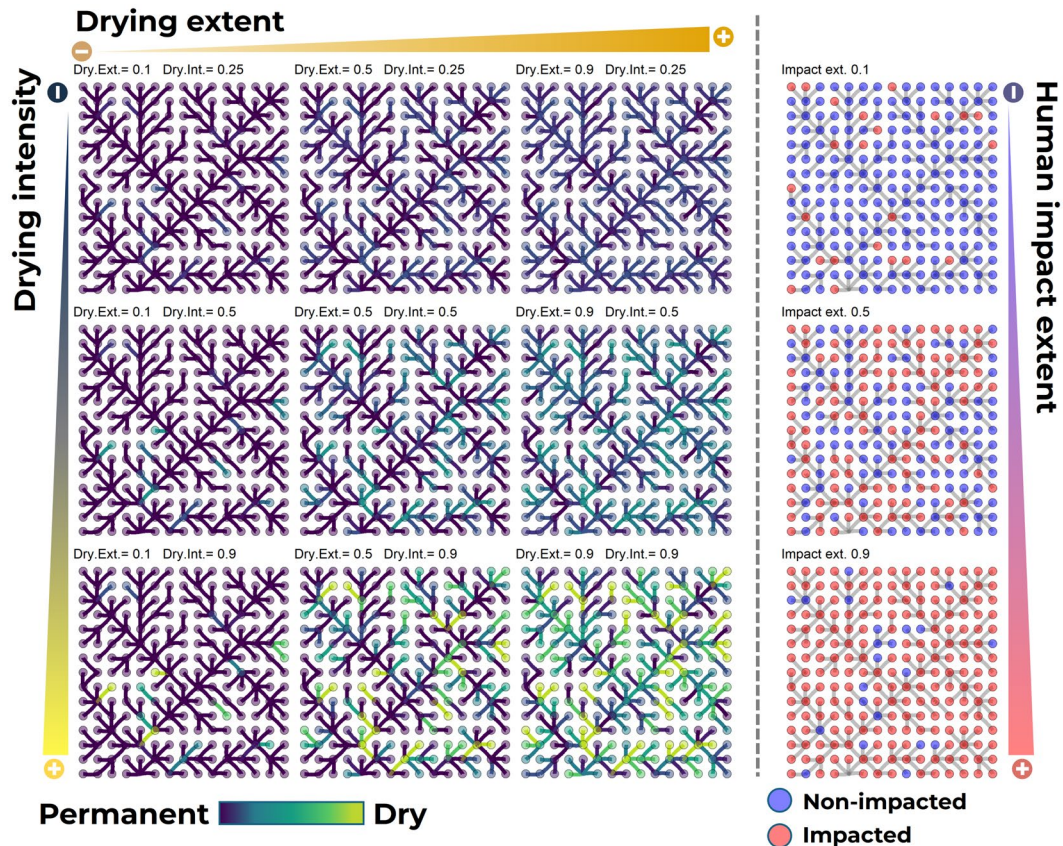 Drying extent
Drying intensity
Dry.Ext.= 0.1 Dry.Int.= 0.25
Dry.Ext.= 0.5 Dry.Int.= 0.25
Dry.Ext.= 0.9 Dry.Int.= 0.25
Dry.Ext.= 0.1 Dry.Int.= 0.5
Dry.Ext.= 0.5 Dry.Int.= 0.5
Dry.Ext.= 0.9 Dry.Int.= 0.5
Dry.Ext.= 0.1 Dry.Int.= 0.9
Dry.Ext.= 0.5 Dry.Int.= 0.9
Dry.Ext.= 0.9 Dry.Int.= 0.9
Permanent
Dry
Impact ext. 0.1
Impact ext. 0.5
Impact ext. 0.9
Human impact extent
Non-impacted
Impacted